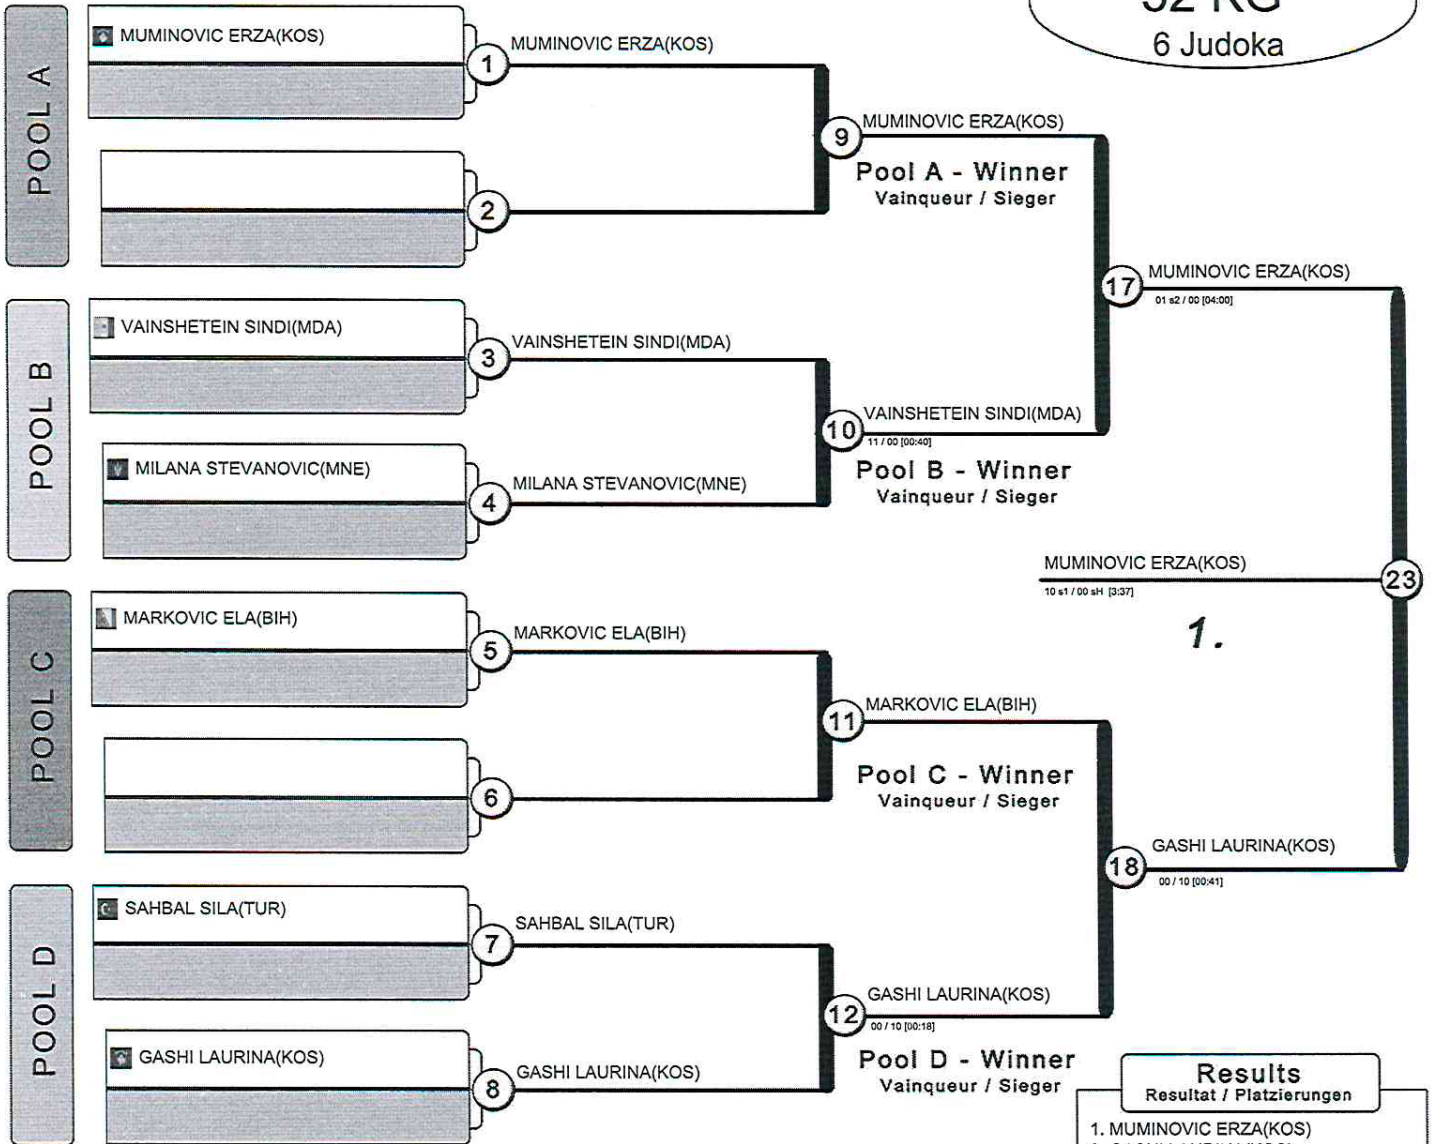 52 KG
6 Judoka
POOL A
MUMINOVIC ERZA(KOS)
1
MUMINOVIC ERZA(KOS)
2
9
MUMINOVIC ERZA(KOS)
Pool A - Winner
Vainqueur / Sieger
POOL B
VAINSHETEIN SINDI(MDA)
3
VAINSHETEIN SINDI(MDA)
MILANA STEVANOVIC(MNE)
4
MILANA STEVANOVIC(MNE)
10
VAINSHETEIN SINDI(MDA)
11 / 00 [00:40]
Pool B - Winner
Vainqueur / Sieger
17
MUMINOVIC ERZA(KOS)
01 s2 / 00 [04:00]
MUMINOVIC ERZA(KOS)
10 s1 / 00 sH [3:37]
23
1.
POOL C
MARKOVIC ELA(BIH)
5
MARKOVIC ELA(BIH)
6
11
MARKOVIC ELA(BIH)
Pool C - Winner
Vainqueur / Sieger
18
GASHI LAURINA(KOS)
00 / 10 [00:41]
POOL D
SAHBAL SILA(TUR)
7
SAHBAL SILA(TUR)
GASHI LAURINA(KOS)
8
GASHI LAURINA(KOS)
12
GASHI LAURINA(KOS)
00 / 10 [00:18]
Pool D - Winner
Vainqueur / Sieger
Results
Resultat / Platzierungen
1. MUMINOVIC ERZA(KOS)